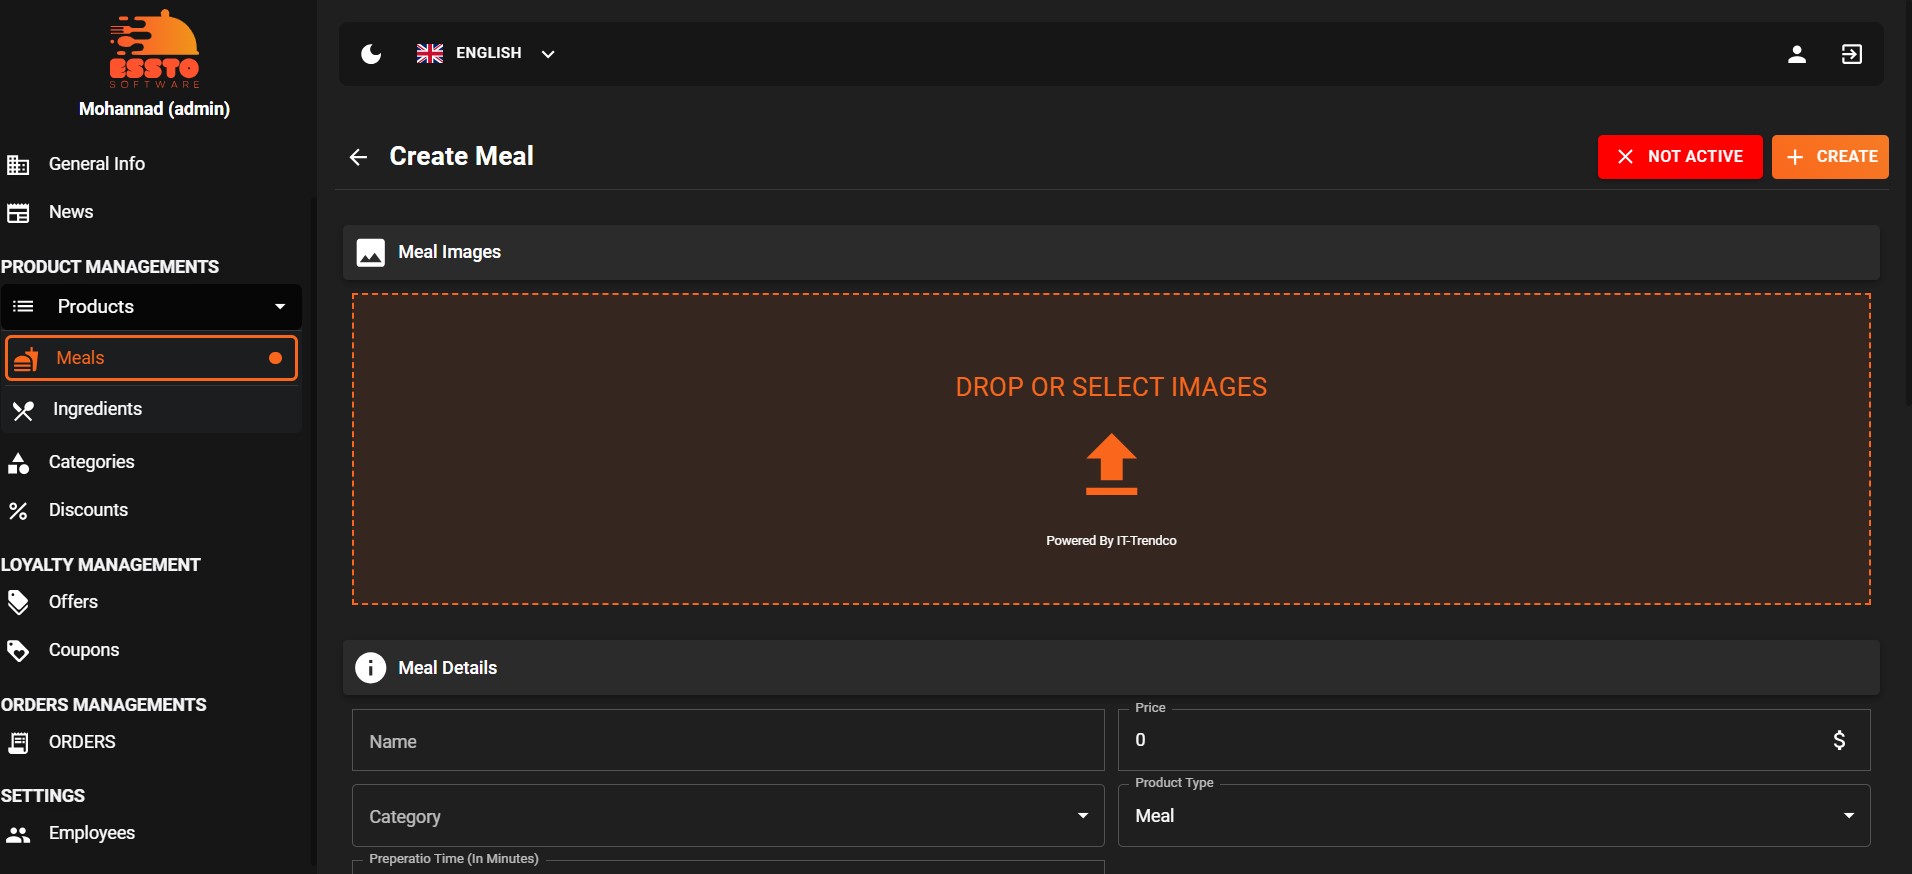 ESSTO
SOFTWARE
Mohannad (admin)
General Info
News
PRODUCT MANAGEMENTS
Products
Meals
Ingredients
Categories
Discounts
LOYALTY MANAGEMENT
Offers
Coupons
ORDERS MANAGEMENTS
ORDERS
SETTINGS
Employees
ENGLISH
Create Meal
NOT ACTIVE
CREATE
Meal Images
DROP OR SELECT IMAGES
Powered By IT-Trendco
Meal Details
Name
Price
0
$
Category
Product Type
Meal
Preperatio Time (In Minutes)